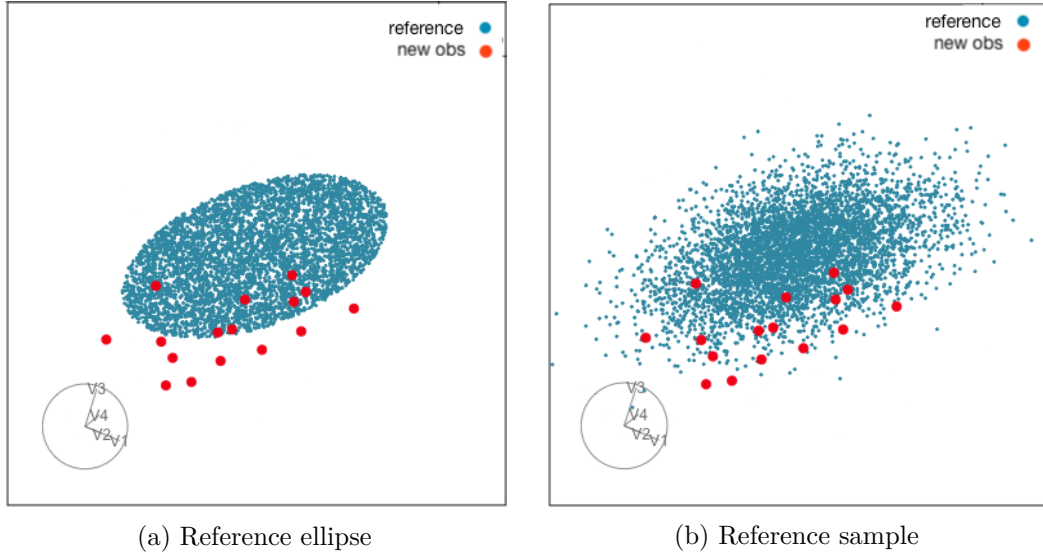 reference
new obs
V3
V4
V2
V1
(a) Reference ellipse
reference
new obs
V3
V4
V2
V1
(b) Reference sample